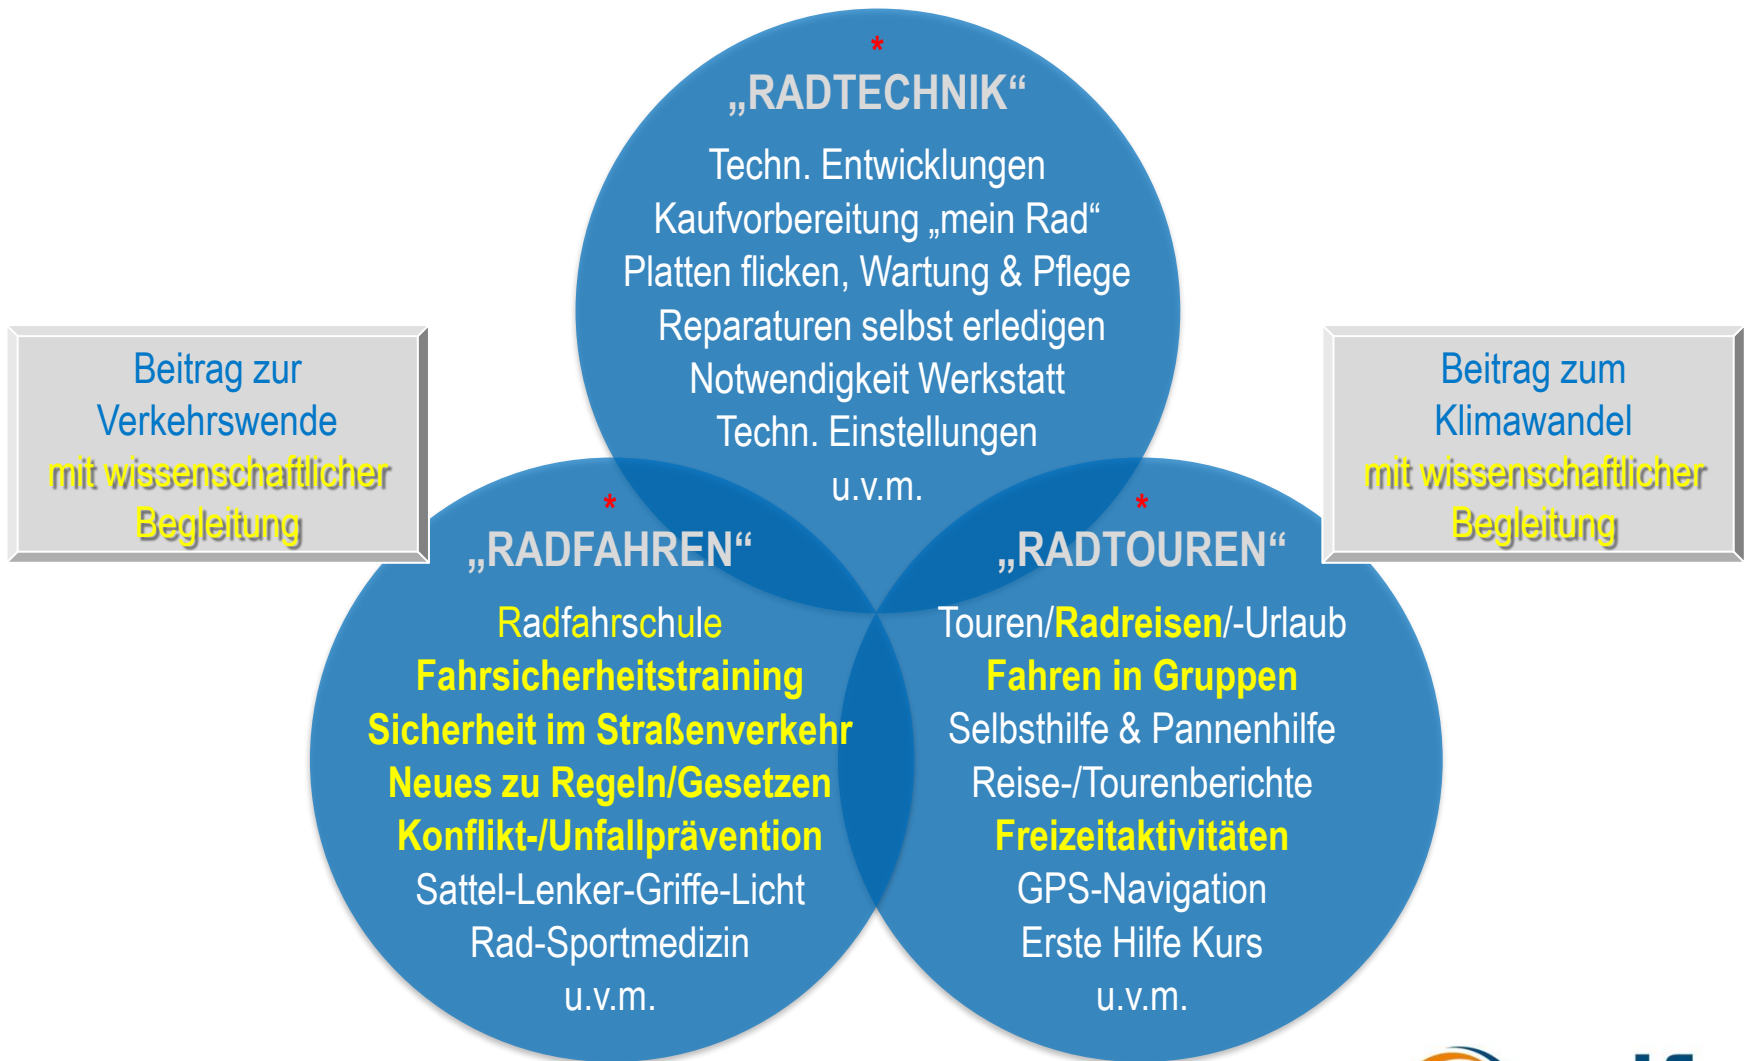 *
„RADTECHNIK“
Techn. Entwicklungen
Kaufvorbereitung „mein Rad“
Platten flicken, Wartung & Pflege
Reparaturen selbst erledigen
Notwendigkeit Werkstatt
Techn. Einstellungen
u.v.m.
Beitrag zur
Verkehrswende
mit wissenschaftlicher
Begleitung
Beitrag zum
Klimawandel
mit wissenschaftlicher
Begleitung
*
„RADFAHREN“
Radfahrschule
Fahrsicherheitstraining
Sicherheit im Straßenverkehr
Neues zu Regeln/Gesetzen
Konflikt-/Unfallprävention
Sattel-Lenker-Griffe-Licht
Rad-Sportmedizin
u.v.m.
*
„RADTOUREN“
Touren/Radreisen/-Urlaub
Fahren in Gruppen
Selbsthilfe & Pannenhilfe
Reise-/Tourenberichte
Freizeitaktivitäten
GPS-Navigation
Erste Hilfe Kurs
u.v.m.